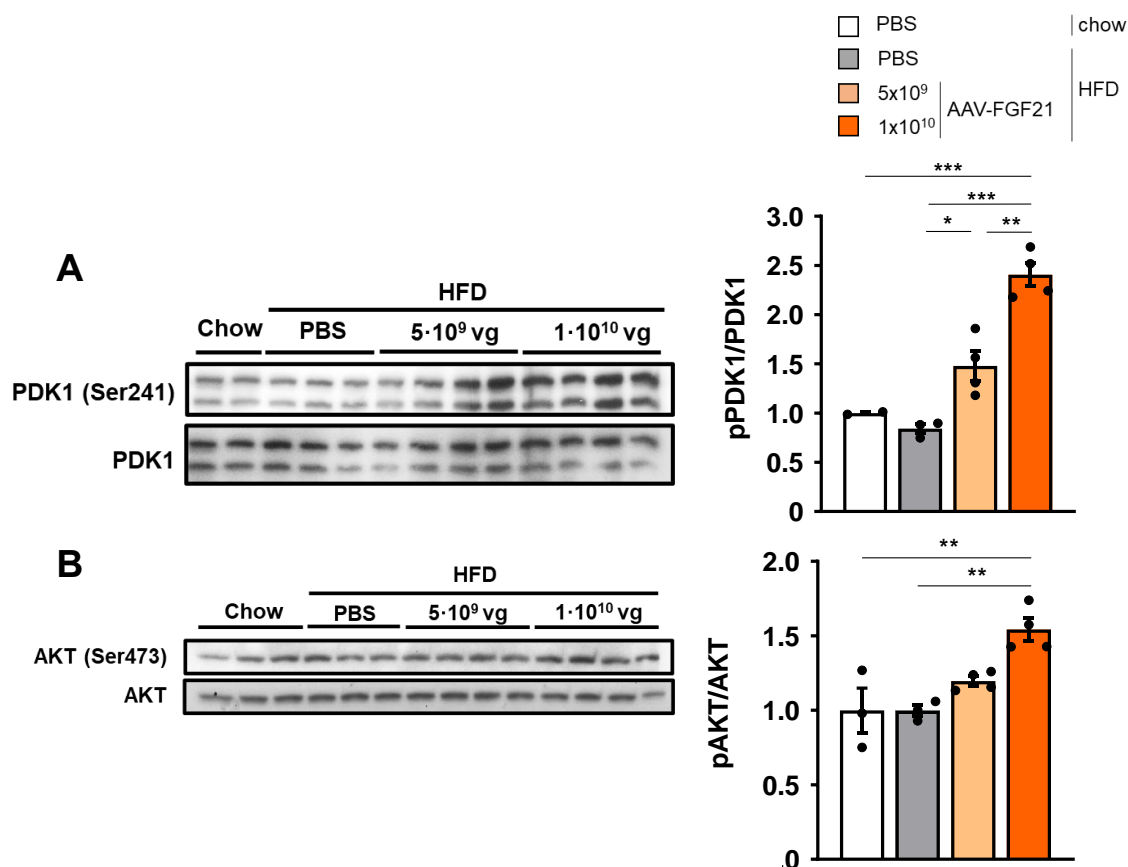 PBS chow
PBS
5x10⁹
1x10¹⁰
AAV-FGF21
HFD
A
HFD
Chow PBS 5·10⁹ vg 1·10¹⁰ vg
PDK1 (Ser241)
PDK1
***
***
* **
pPDK1/PDK1
3.0
2.5
2.0
1.5
1.0
0.5
0
B
HFD
Chow PBS 5·10⁹ vg 1·10¹⁰ vg
AKT (Ser473)
AKT
**
**
pAKT/AKT
2.0
1.5
1.0
0.5
.0